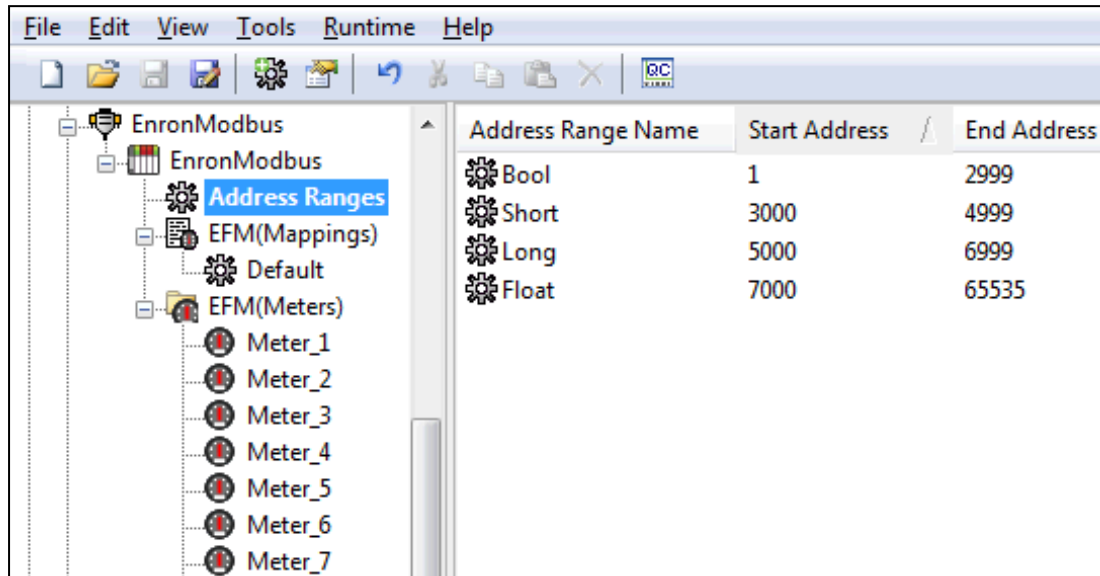 File Edit View Tools Runtime Help
QC
EnronModbus
EnronModbus
Address Ranges
EFM(Mappings)
Default
EFM(Meters)
Meter_1
Meter_2
Meter_3
Meter_4
Meter_5
Meter_6
Meter_7
Address Range Name Start Address End Address
Bool 1 2999
Short 3000 4999
Long 5000 6999
Float 7000 65535